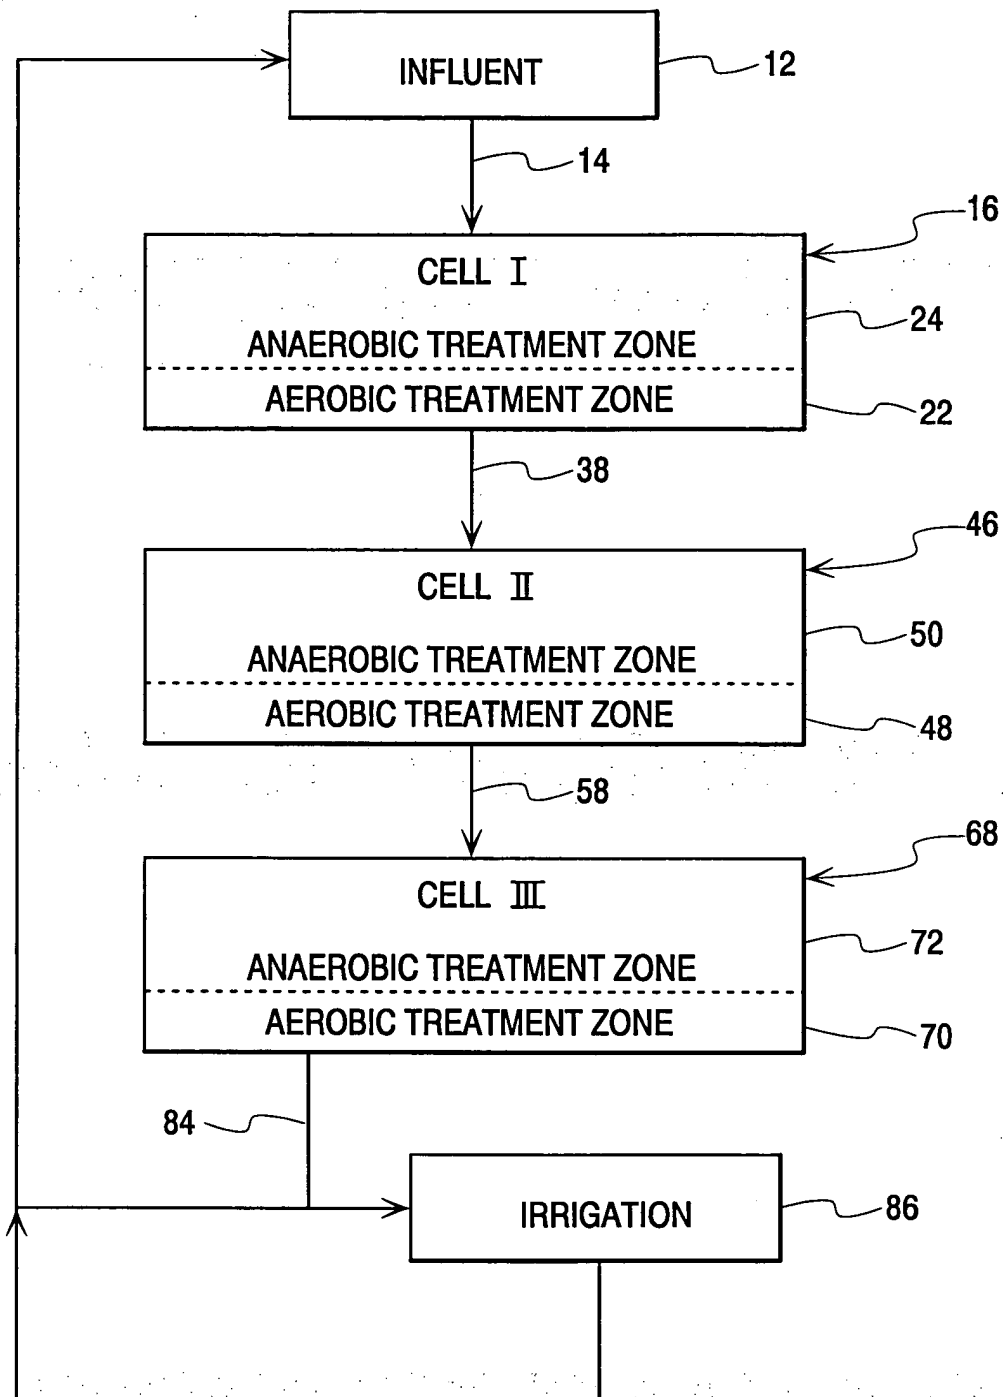 INFLUENT
12
14
16
CELL I
24
ANAEROBIC TREATMENT ZONE
AEROBIC TREATMENT ZONE
22
38
46
CELL II
50
ANAEROBIC TREATMENT ZONE
AEROBIC TREATMENT ZONE
48
58
68
CELL III
72
ANAEROBIC TREATMENT ZONE
AEROBIC TREATMENT ZONE
70
84
IRRIGATION
86